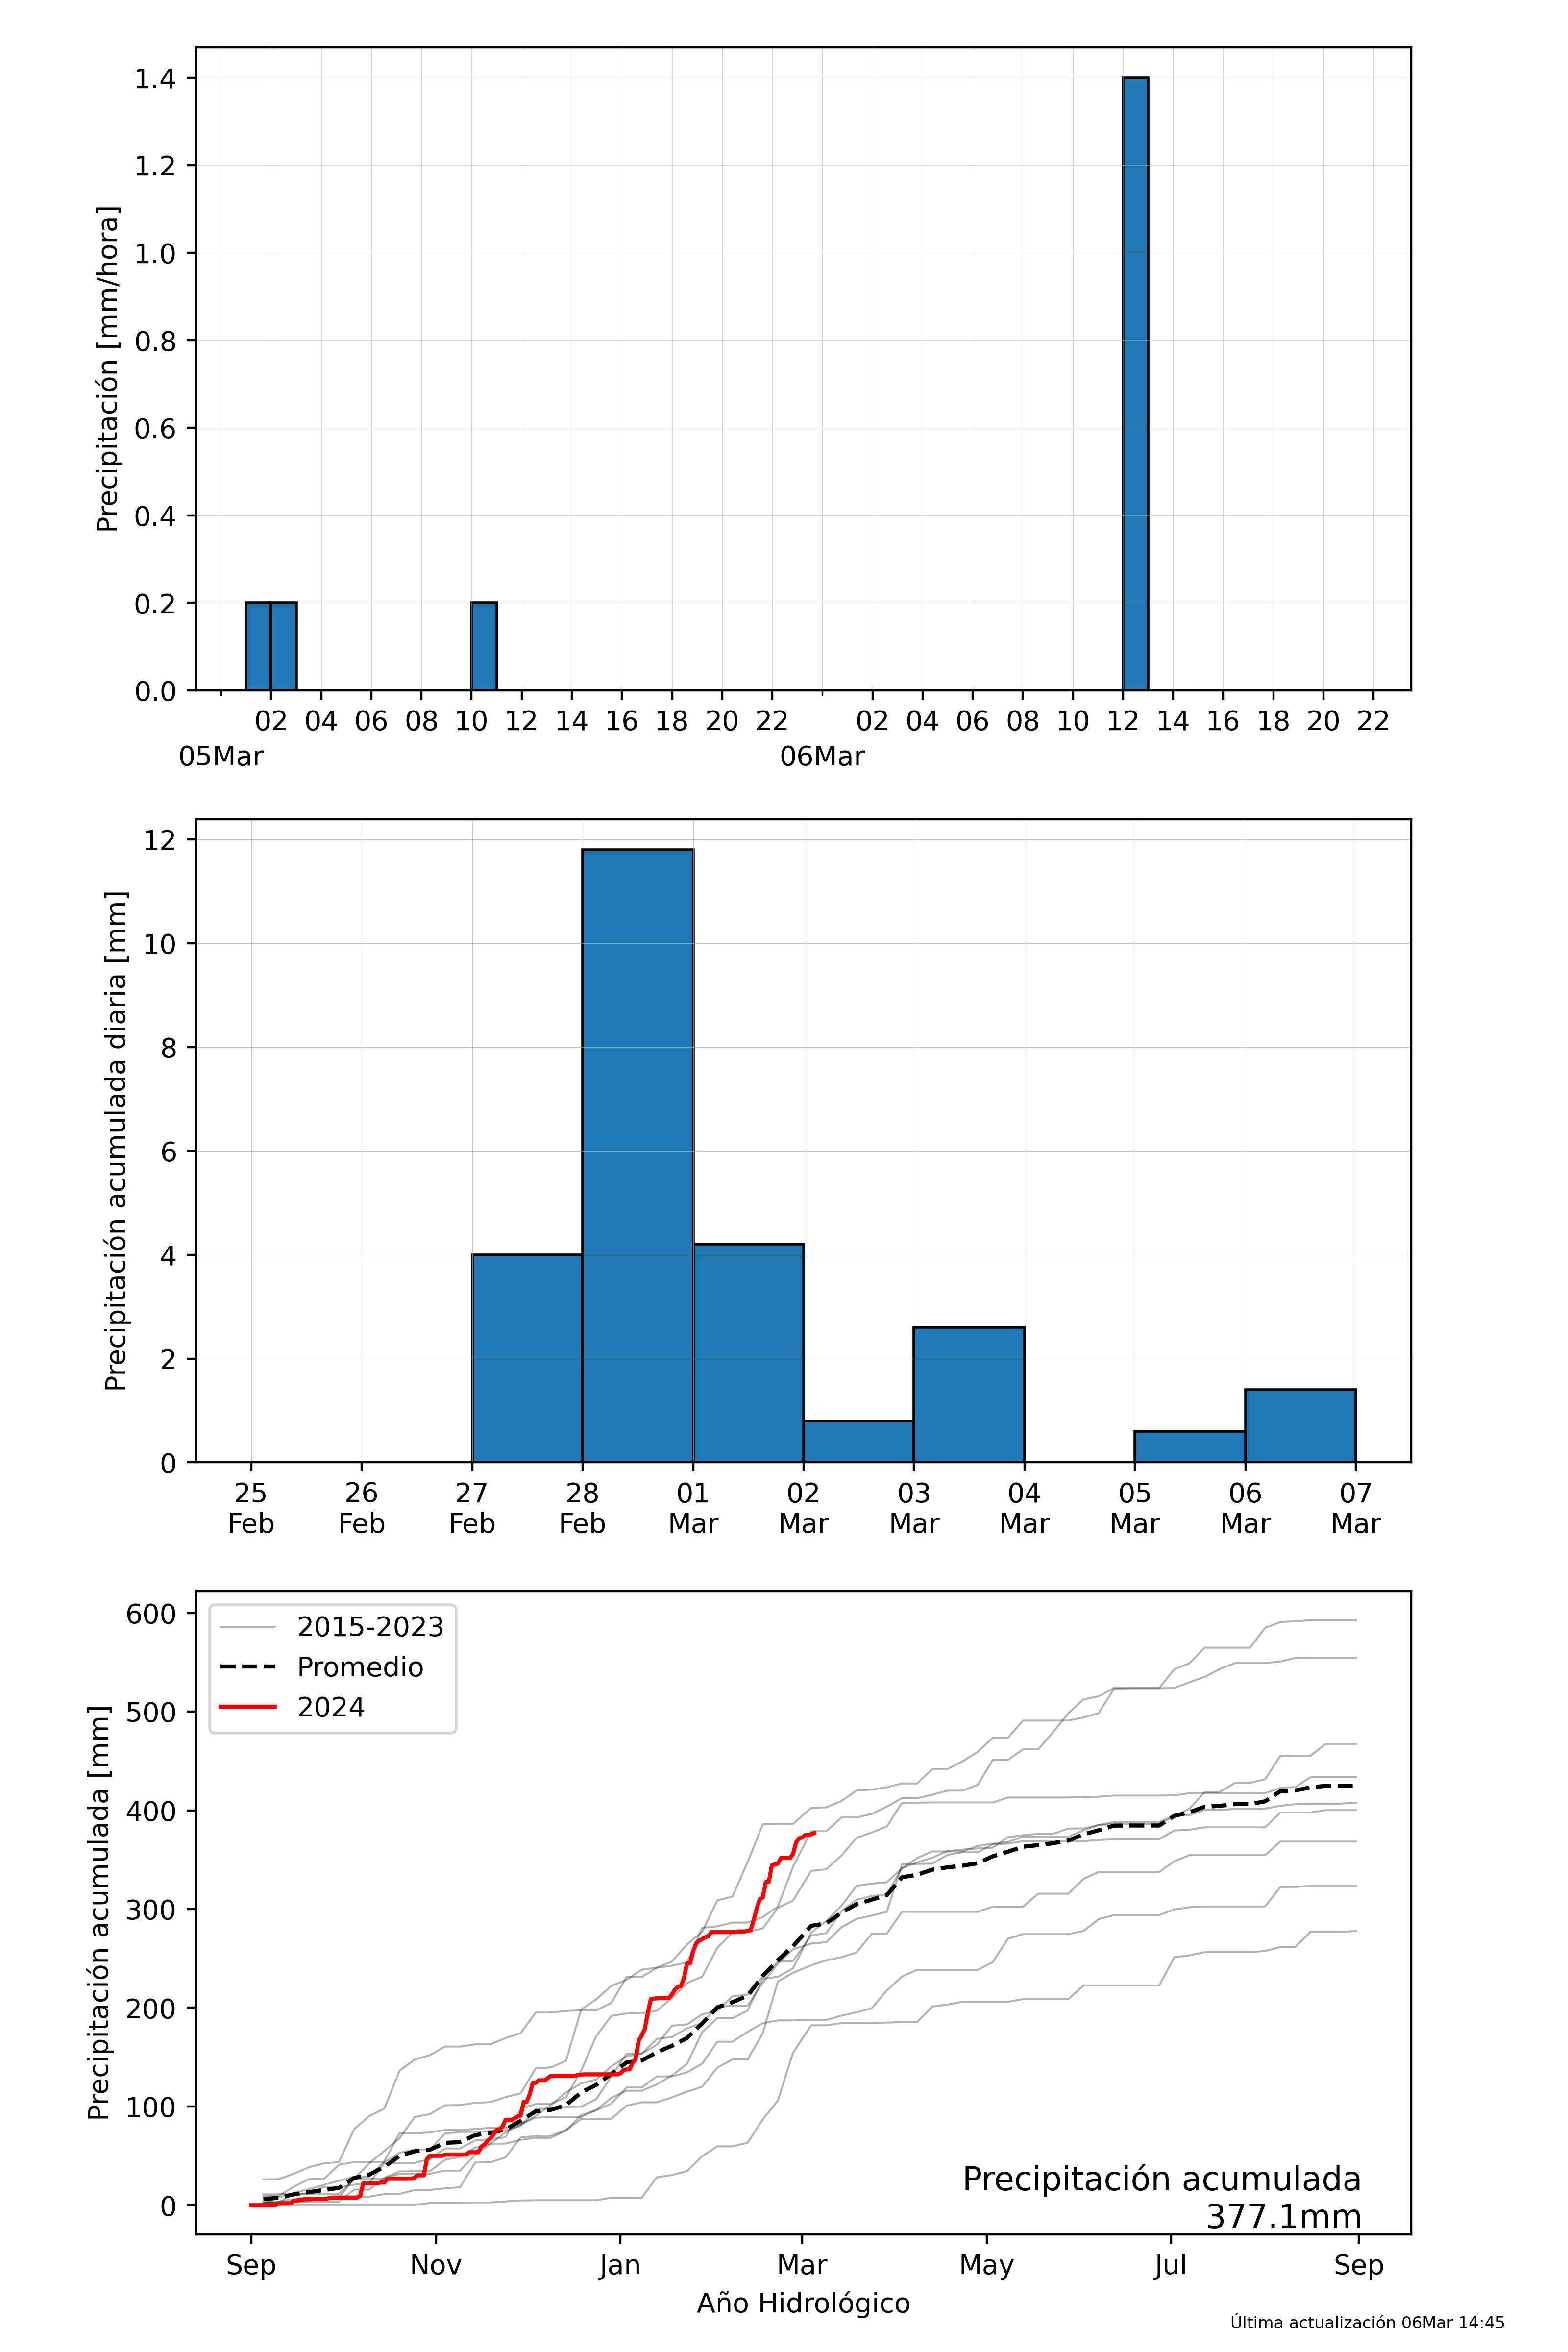 Precipitación [mm/hora]
1.4
1.2
1.0
0.8
0.6
0.4
0.2
0.0
02 04 06 08 10 12 14 16 18 20 22 02 04 06 08 10 12 14 16 18 20 22
05Mar 06Mar
Precipitación acumulada diaria [mm]
12
10
8
6
4
2
0
25 26 27 28 01 02 03 04 05 06 07
Feb Feb Feb Feb Mar Mar Mar Mar Mar Mar Mar
Precipitación acumulada [mm]
600
500
400
300
200
100
0
2015-2023
Promedio
2024
Precipitación acumulada
377.1mm
Sep Nov Jan Mar May Jul Sep
Año Hidrológico
Última actualización 06Mar 14:45